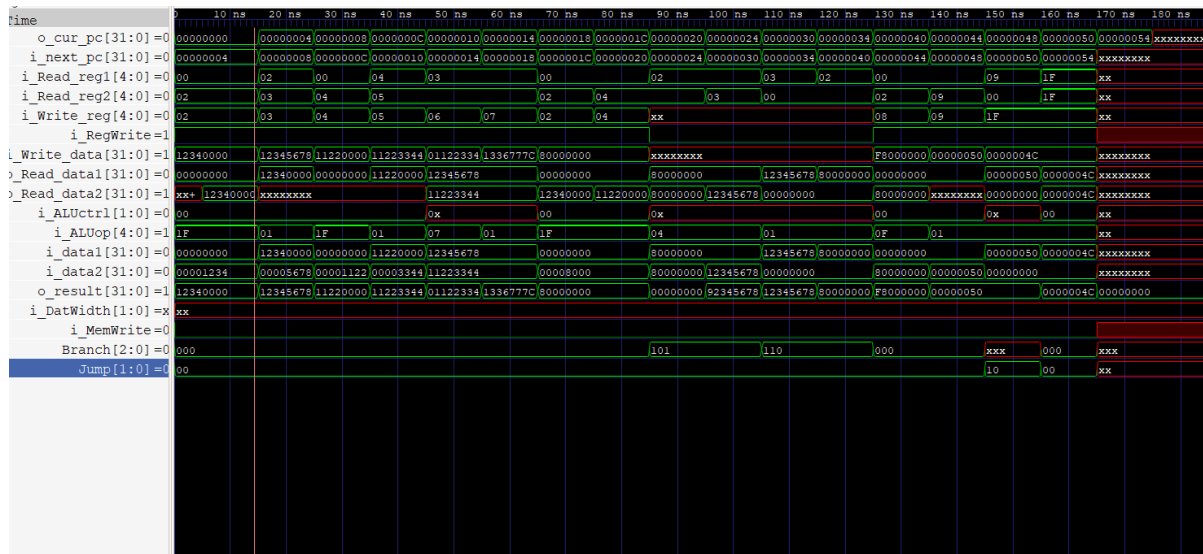 Time
10 ns 20 ns 30 ns 40 ns 50 ns 60 ns 70 ns 80 ns 90 ns 100 ns 110 ns 120 ns 130 ns 140 ns 150 ns 160 ns 170 ns 180 ns
o_cur_pc[31:0]=0 00000000 00000004 00000008 0000000C 00000010 00000014 00000018 0000001C 00000020 00000024 00000030 00000034 00000040 00000044 00000048 00000050 00000054 xxxxxxxx
i_next_pc[31:0]=0 00000004 00000008 0000000C 00000010 00000014 00000018 0000001C 00000020 00000024 00000030 00000034 00000040 00000044 00000048 00000050 00000054 xxxxxxxx
i_Read_reg1[4:0]=0 00 02 00 04 03 00 02 03 02 00 09 1F xx
i_Read_reg2[4:0]=0 02 03 04 05 02 04 03 00 02 09 00 1F xx
i_Write_reg[4:0]=0 02 03 04 05 06 07 02 04 xx 08 09 1F xx
i_RegWrite=1
i_Write_data[31:0]=1 12340000 12345678 11220000 11223344 01122334 1336777C 80000000 xxxxxxxx F8000000 00000050 0000004C xxxxxxxx
o_Read_data1[31:0]=0 00000000 12340000 00000000 11220000 12345678 00000000 80000000 12345678 80000000 00000000 00000050 0000004C xxxxxxxx
o_Read_data2[31:0]=1 xx+ 12340000 xxxxxxxx 11223344 12340000 11220000 80000000 12345678 00000000 80000000 xxxxxxxx 00000000 0000004C xxxxxxxx
i_ALUctrl[1:0]=0 00 0x 00 0x 00 0x 00 xx
i_ALUop[4:0]=1 1F 01 1F 01 07 01 1F 04 01 0F 01 xx
i_data1[31:0]=0 00000000 12340000 00000000 11220000 12345678 00000000 80000000 12345678 80000000 00000000 00000050 0000004C xxxxxxxx
i_data2[31:0]=0 00001234 00005678 00001122 00003344 11223344 00008000 80000000 12345678 00000000 80000000 00000050 00000000 xxxxxxxx
o_result[31:0]=1 12340000 12345678 11220000 11223344 01122334 1336777C 80000000 00000000 92345678 12345678 80000000 F8000000 00000050 0000004C 00000000
i_DatWidth[1:0]=x xx
i_MemWrite=0
Branch[2:0]=0 000 101 110 000 xxx 000 xxx
Jump[1:0]=0 00 10 00 xx